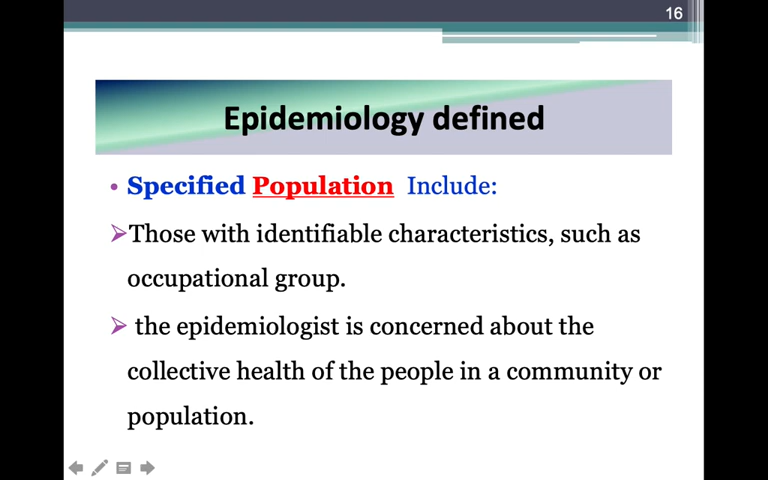 16
Epidemiology defined
• Specified Population Include:
➢Those with identifiable characteristics, such as
occupational group.
➢ the epidemiologist is concerned about the
collective health of the people in a community or
population.